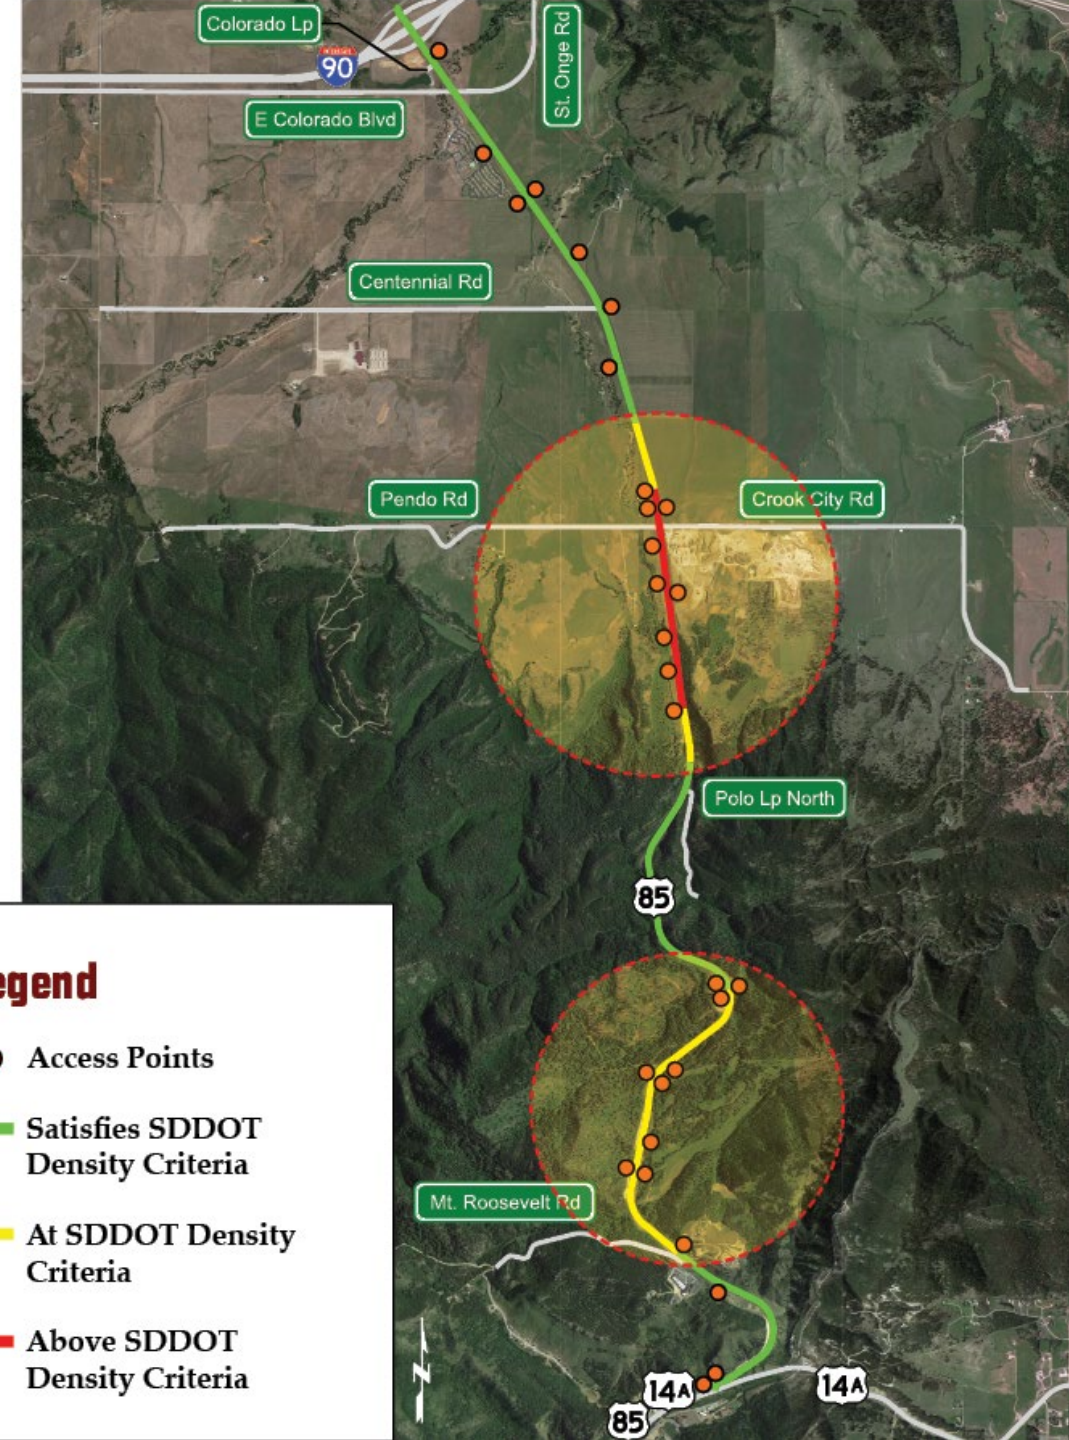 Colorado Lp
St. Onge Rd
INTERSTATE
90
E Colorado Blvd
Centennial Rd
Pendo Rd
Crook City Rd
Polo Lp North
85
Mt. Roosevelt Rd
14A
14A
85
egend
Access Points
Satisfies SDDOT
Density Criteria
At SDDOT Density
Criteria
Above SDDOT
Density Criteria
N